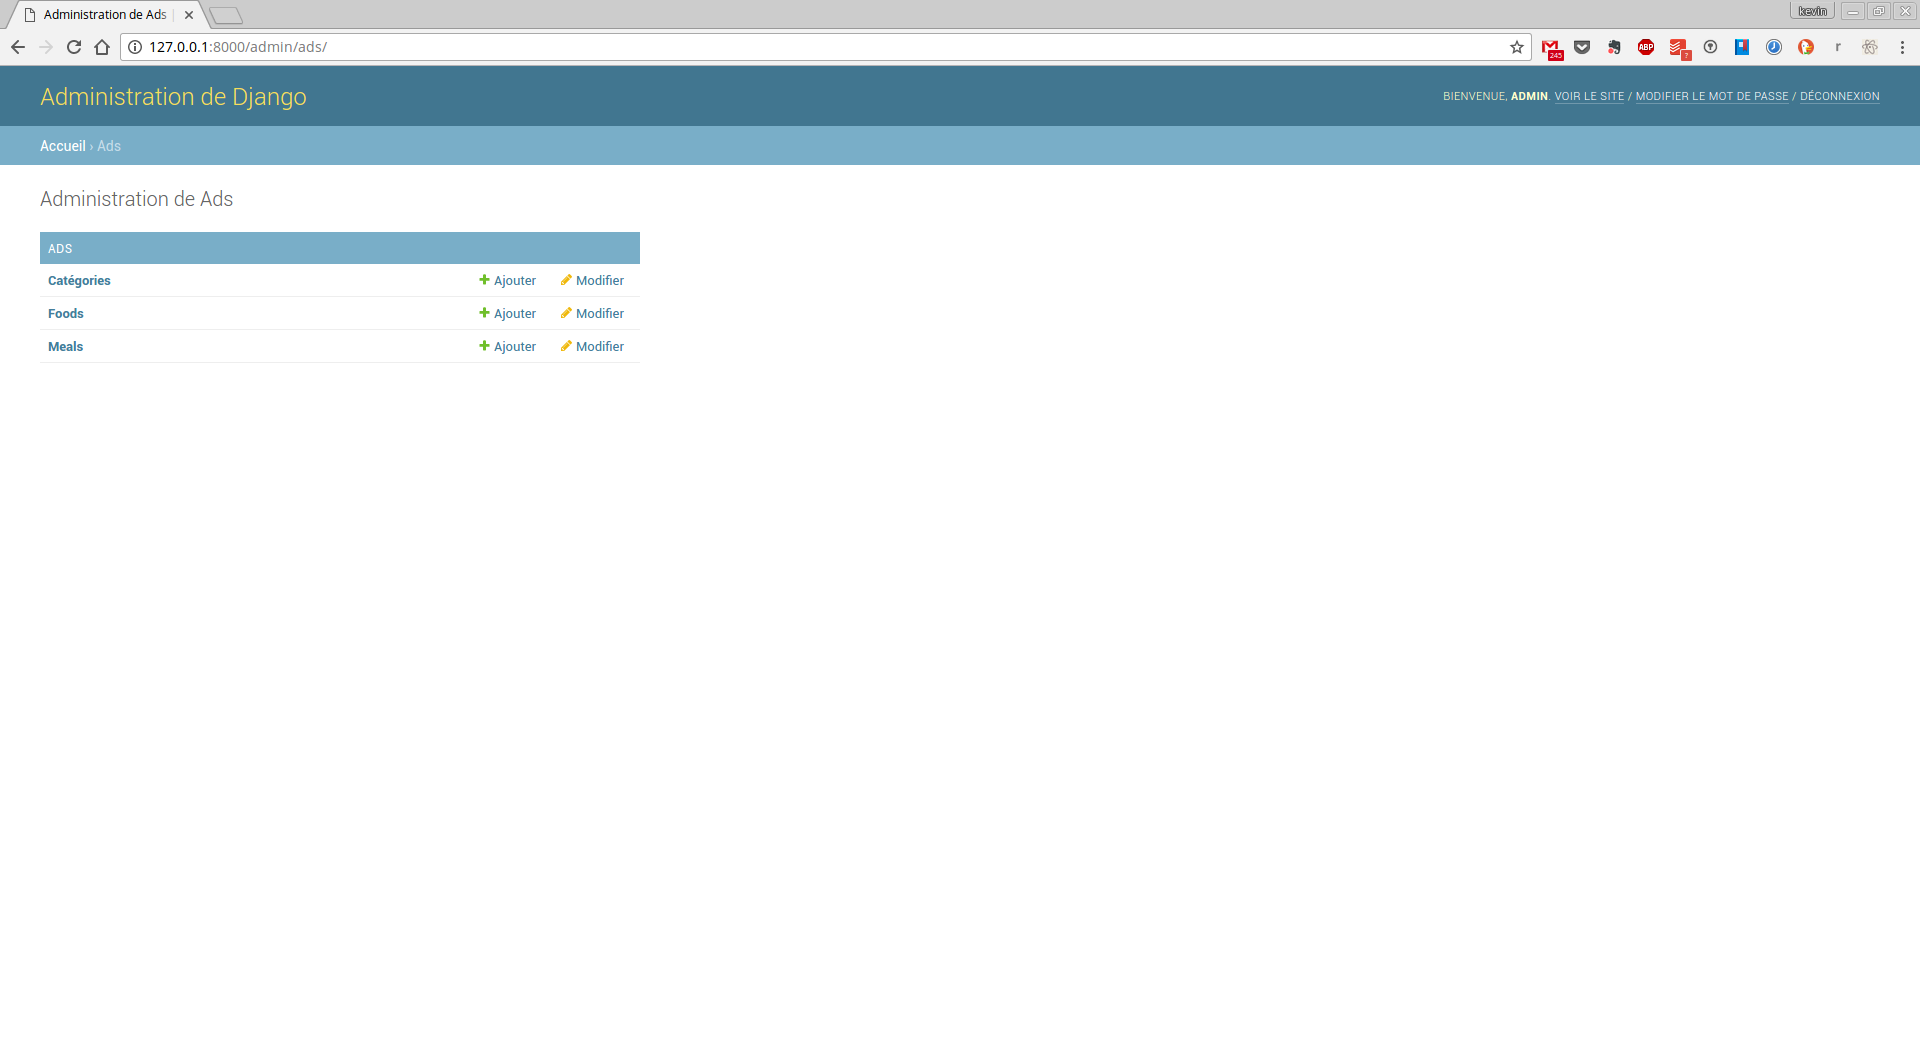 Administration de Ads
kevin
127.0.0.1:8000/admin/ads/
245
ABP
?
r
Administration de Django
BIENVENUE, ADMIN. VOIR LE SITE / MODIFIER LE MOT DE PASSE / DÉCONNEXION
Accueil › Ads
Administration de Ads
ADS
Catégories Ajouter Modifier
Foods Ajouter Modifier
Meals Ajouter Modifier